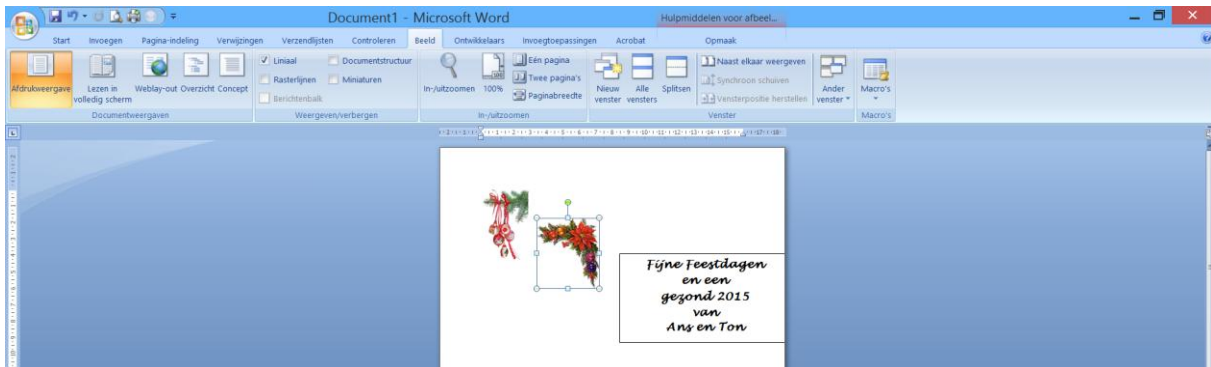 Document1 - Microsoft Word
Hulpmiddelen voor afbeel...
Start Invoegen Pagina-indeling Verwijzingen Verzendlijsten Controleren Beeld Ontwikkelaars Invoegtoepassingen Acrobat Opmaak
Afdrukweergave
Lezen in
volledig scherm
Weblay-out
Overzicht
Concept
Documentweergaven
Liniaal
Rasterlijnen
Berichtenbalk
Documentstructuur
Miniaturen
Weergeven/verbergen
In-/uitzoomen
100%
Eén pagina
Twee pagina's
Paginabreedte
In-/uitzoomen
Nieuw
venster
Alle
vensters
Splitsen
Naast elkaar weergeven
Synchroon schuiven
Vensterpositie herstellen
Ander
venster
Venster
Macro's
Macro's
Fijne Feestdagen
en een
gezond 2015
van
Ans en Ton